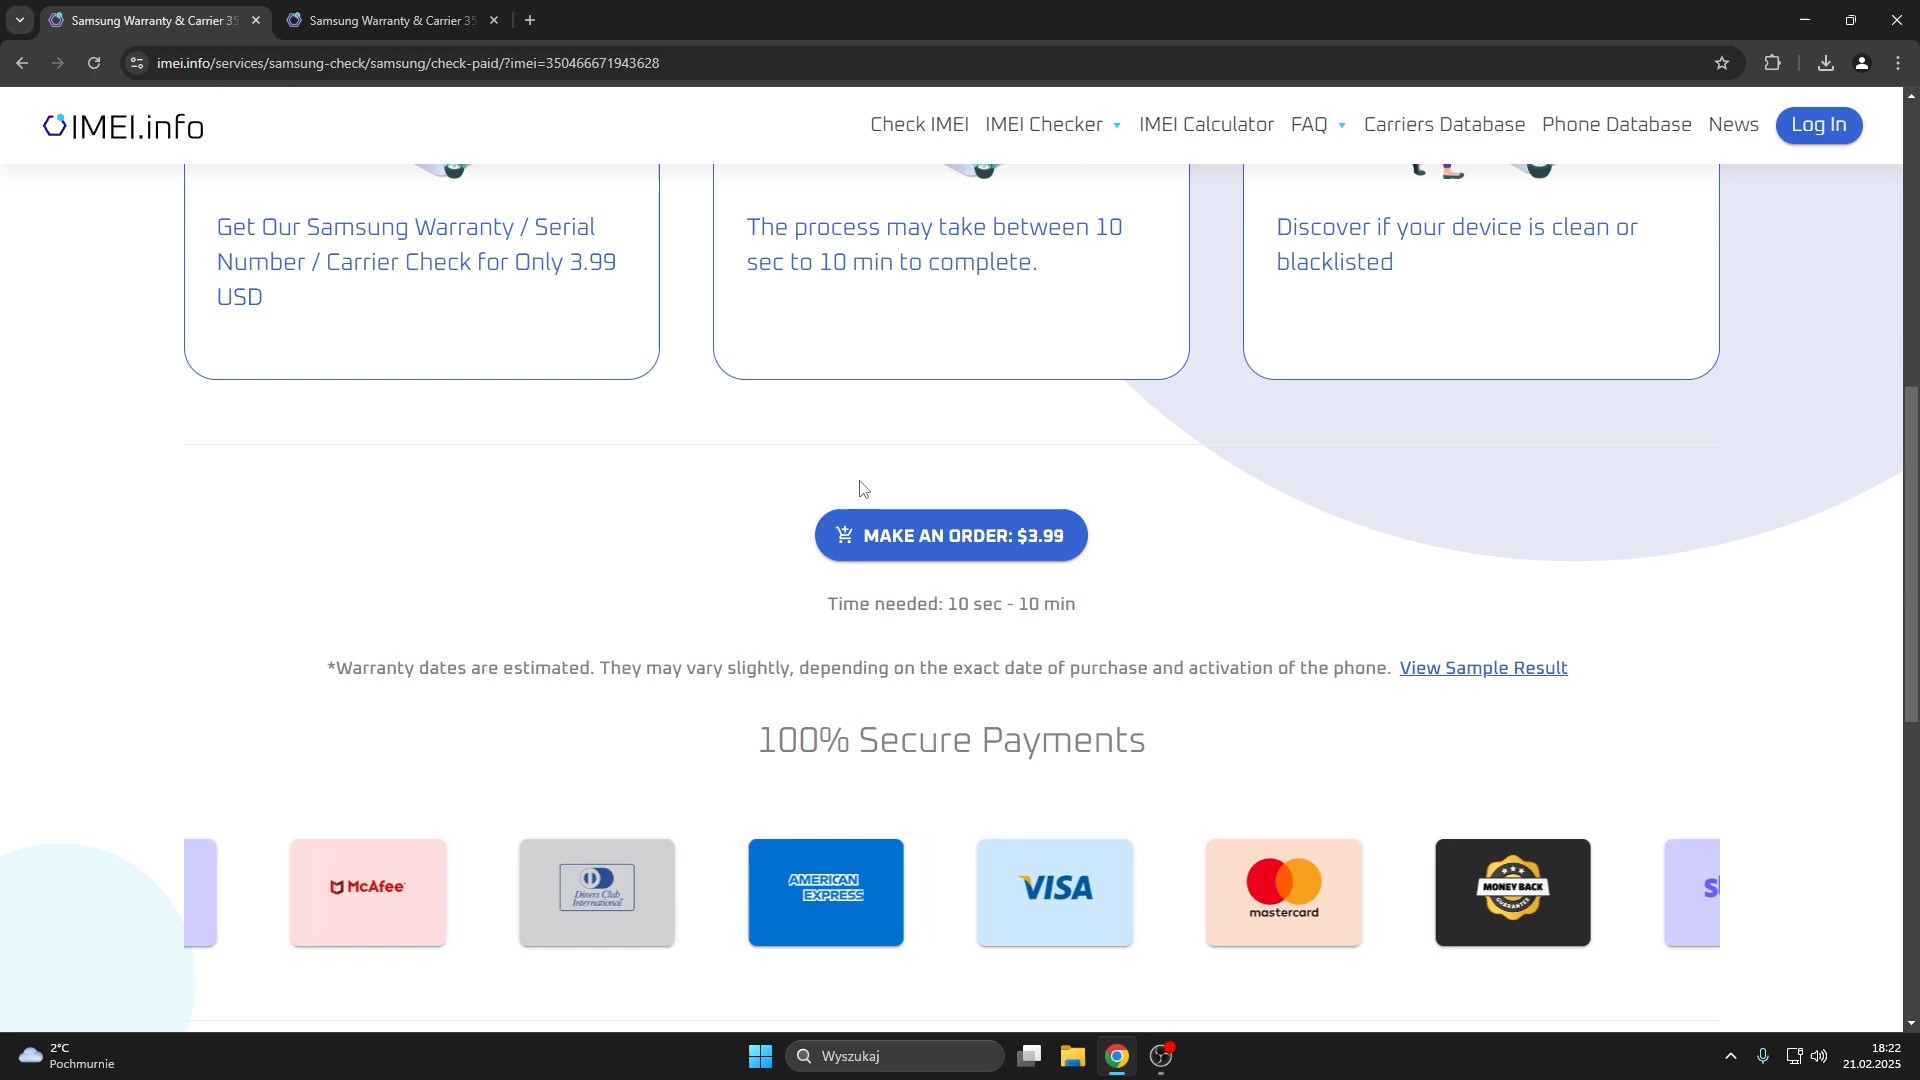 Samsung Warranty & Carrier 35
Samsung Warranty & Carrier 35
imei.info/services/samsung-check/samsung/check-paid/?imei=350466671943628
IMEI.info
Check IMEI
IMEI Checker
IMEI Calculator
FAQ
Carriers Database
Phone Database
News
Log In
Get Our Samsung Warranty / Serial
Number / Carrier Check for Only 3.99
USD
The process may take between 10
sec to 10 min to complete.
Discover if your device is clean or
blacklisted
MAKE AN ORDER: $3.99
Time needed: 10 sec - 10 min
*Warranty dates are estimated. They may vary slightly, depending on the exact date of purchase and activation of the phone. View Sample Result
100% Secure Payments
McAfee
Diners Club
International
AMERICAN
EXPRESS
VISA
mastercard
MONEY BACK
GUARANTEE
2°C
Pochmurnie
Wyszukaj
18:22
21.02.2025